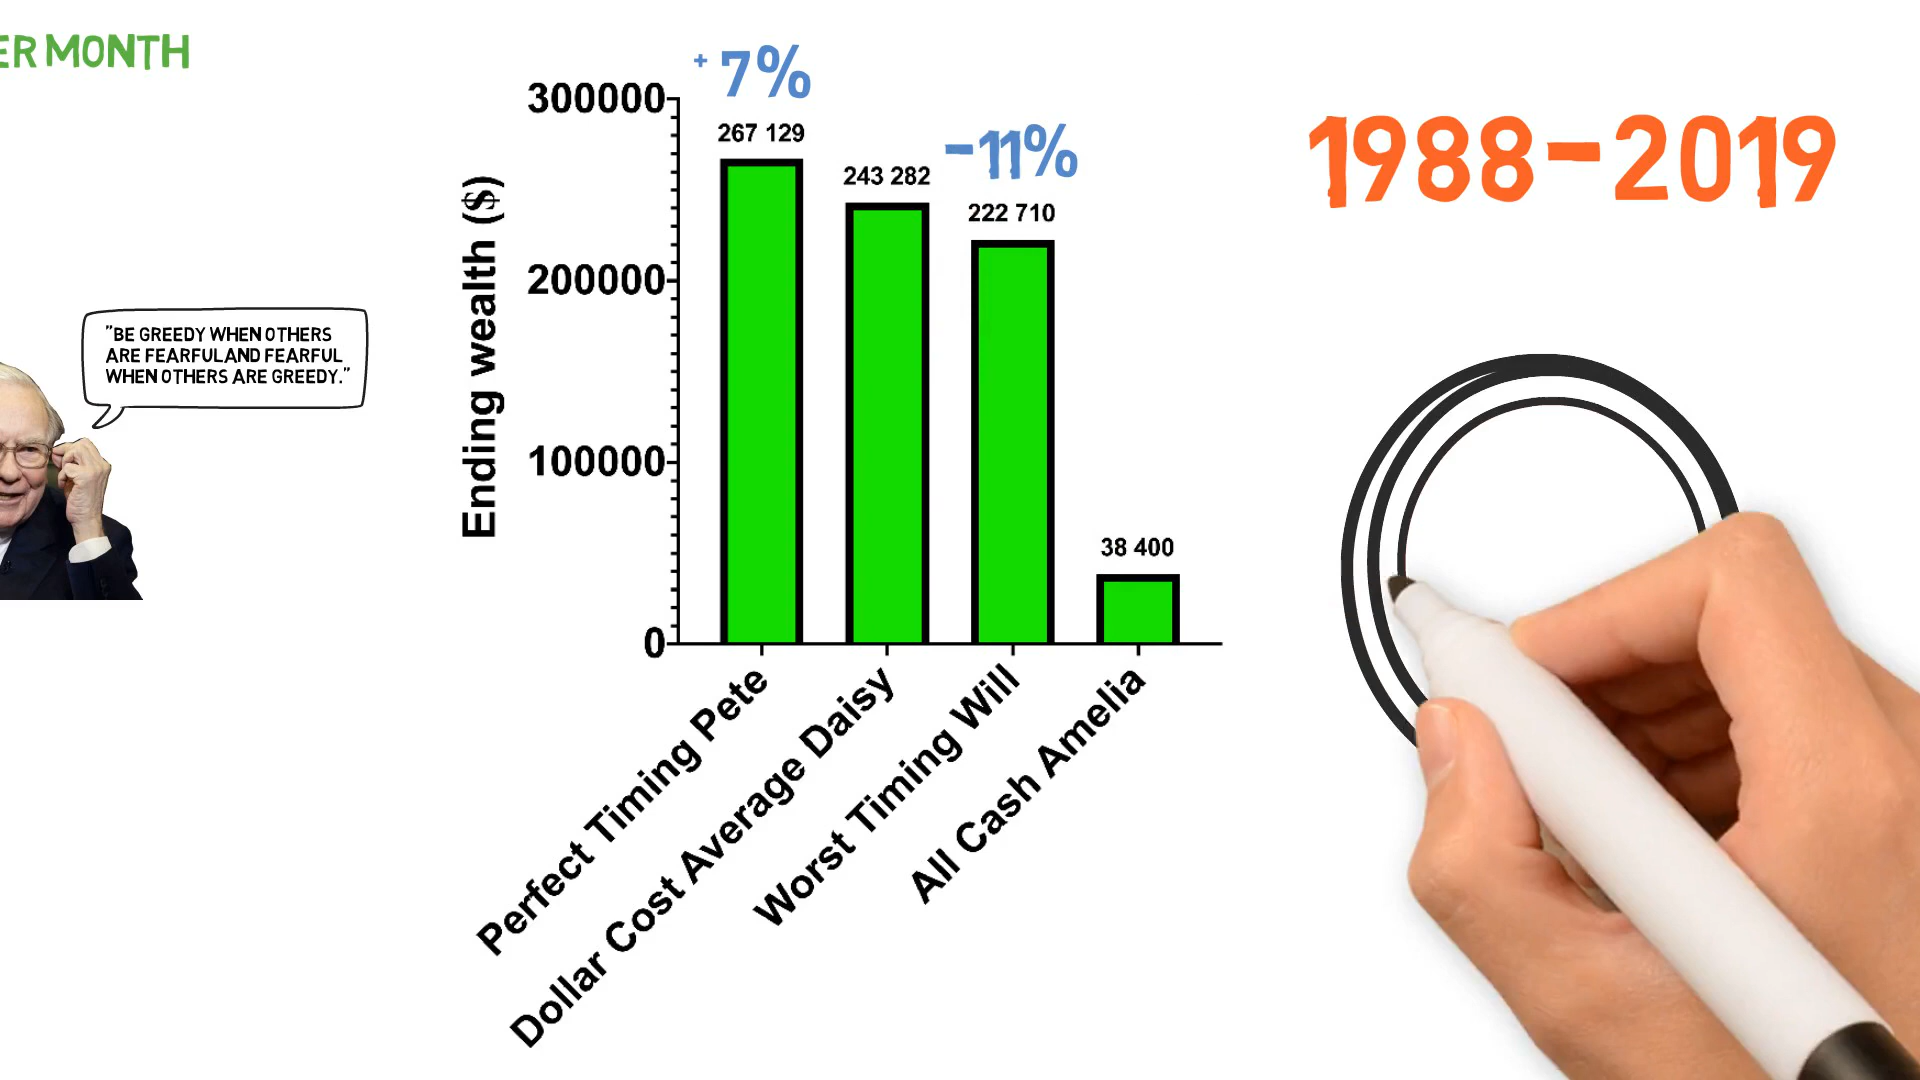 ER MONTH
"BE GREEDY WHEN OTHERS
ARE FEARFUL AND FEARFUL
WHEN OTHERS ARE GREEDY."
+ 7%
-11%
1988-2019
Ending wealth ($)
300000
200000
100000
0
267 129
243 282
222 710
38 400
Perfect Timing Pete
Dollar Cost Average Daisy
Worst Timing Will
All Cash Amelia